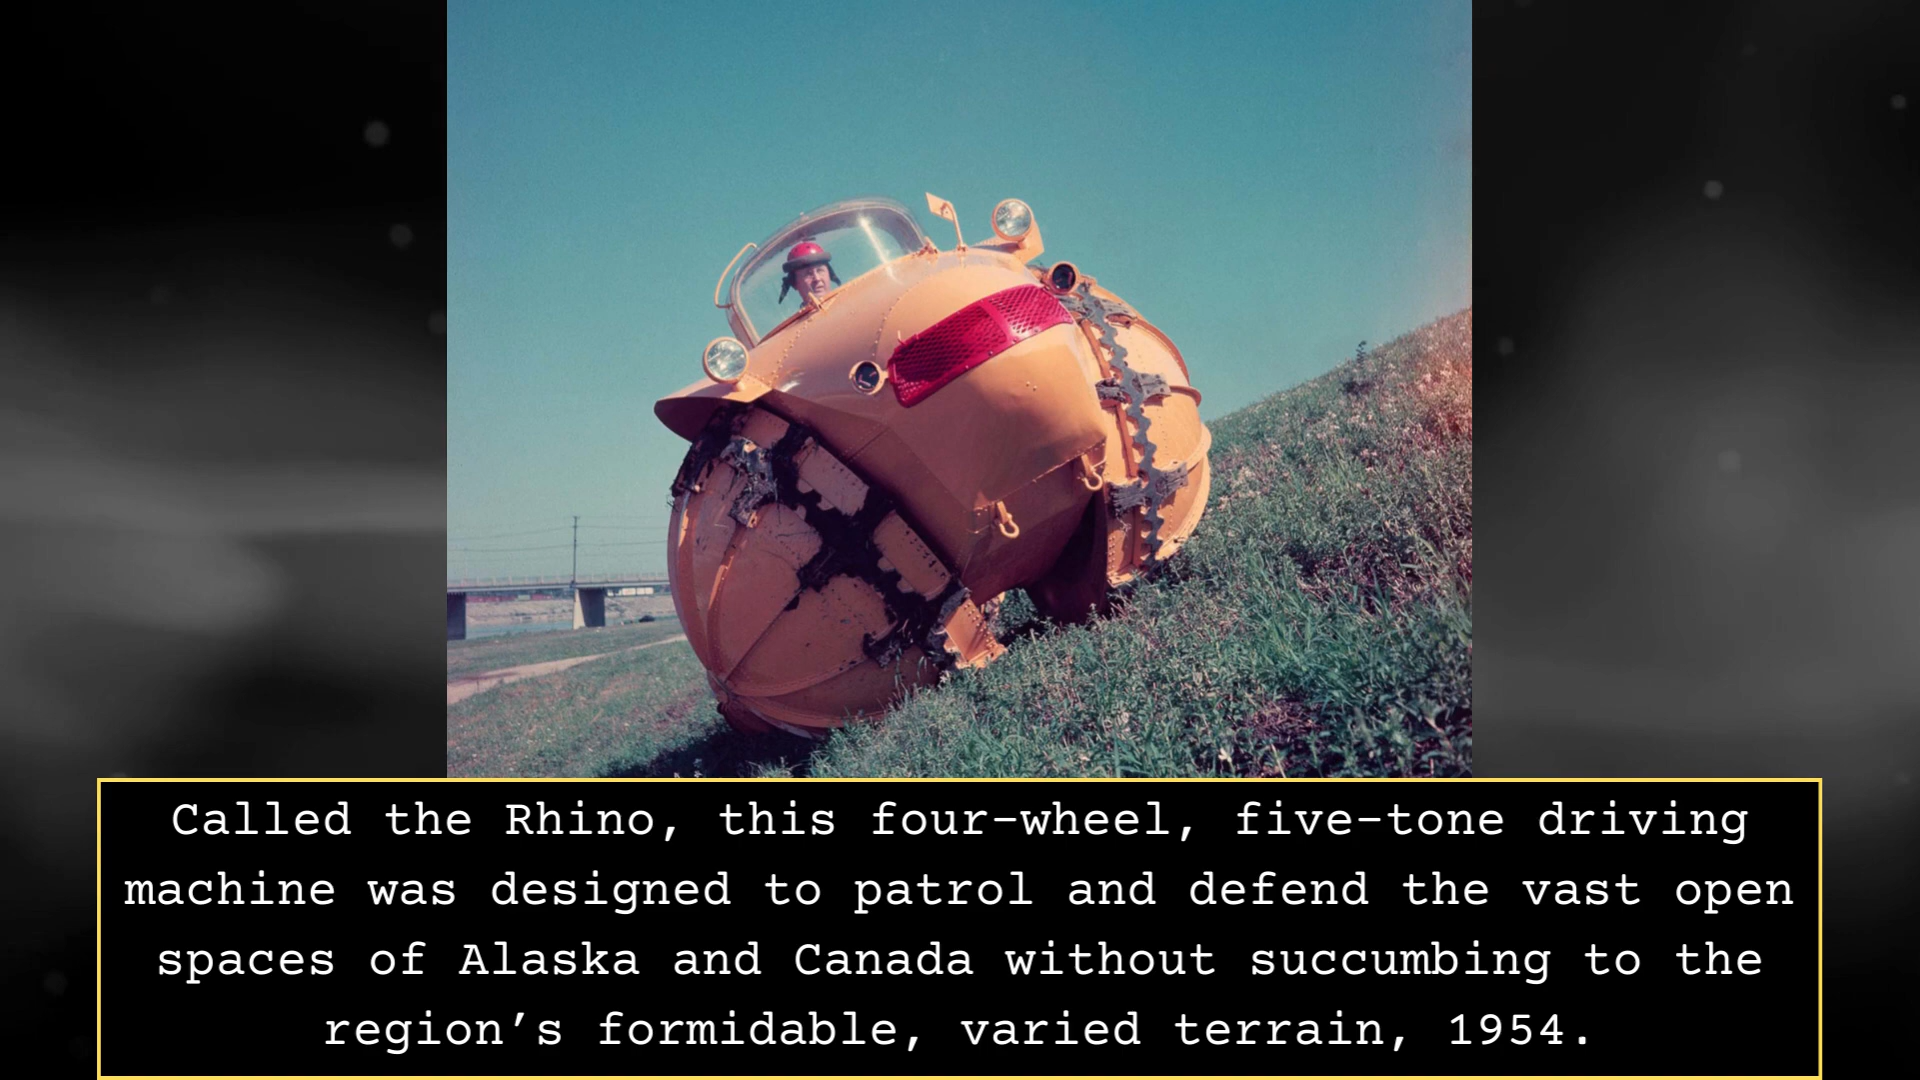 Called the Rhino, this four-wheel, five-tone driving
machine was designed to patrol and defend the vast open
spaces of Alaska and Canada without succumbing to the
region’s formidable, varied terrain, 1954.